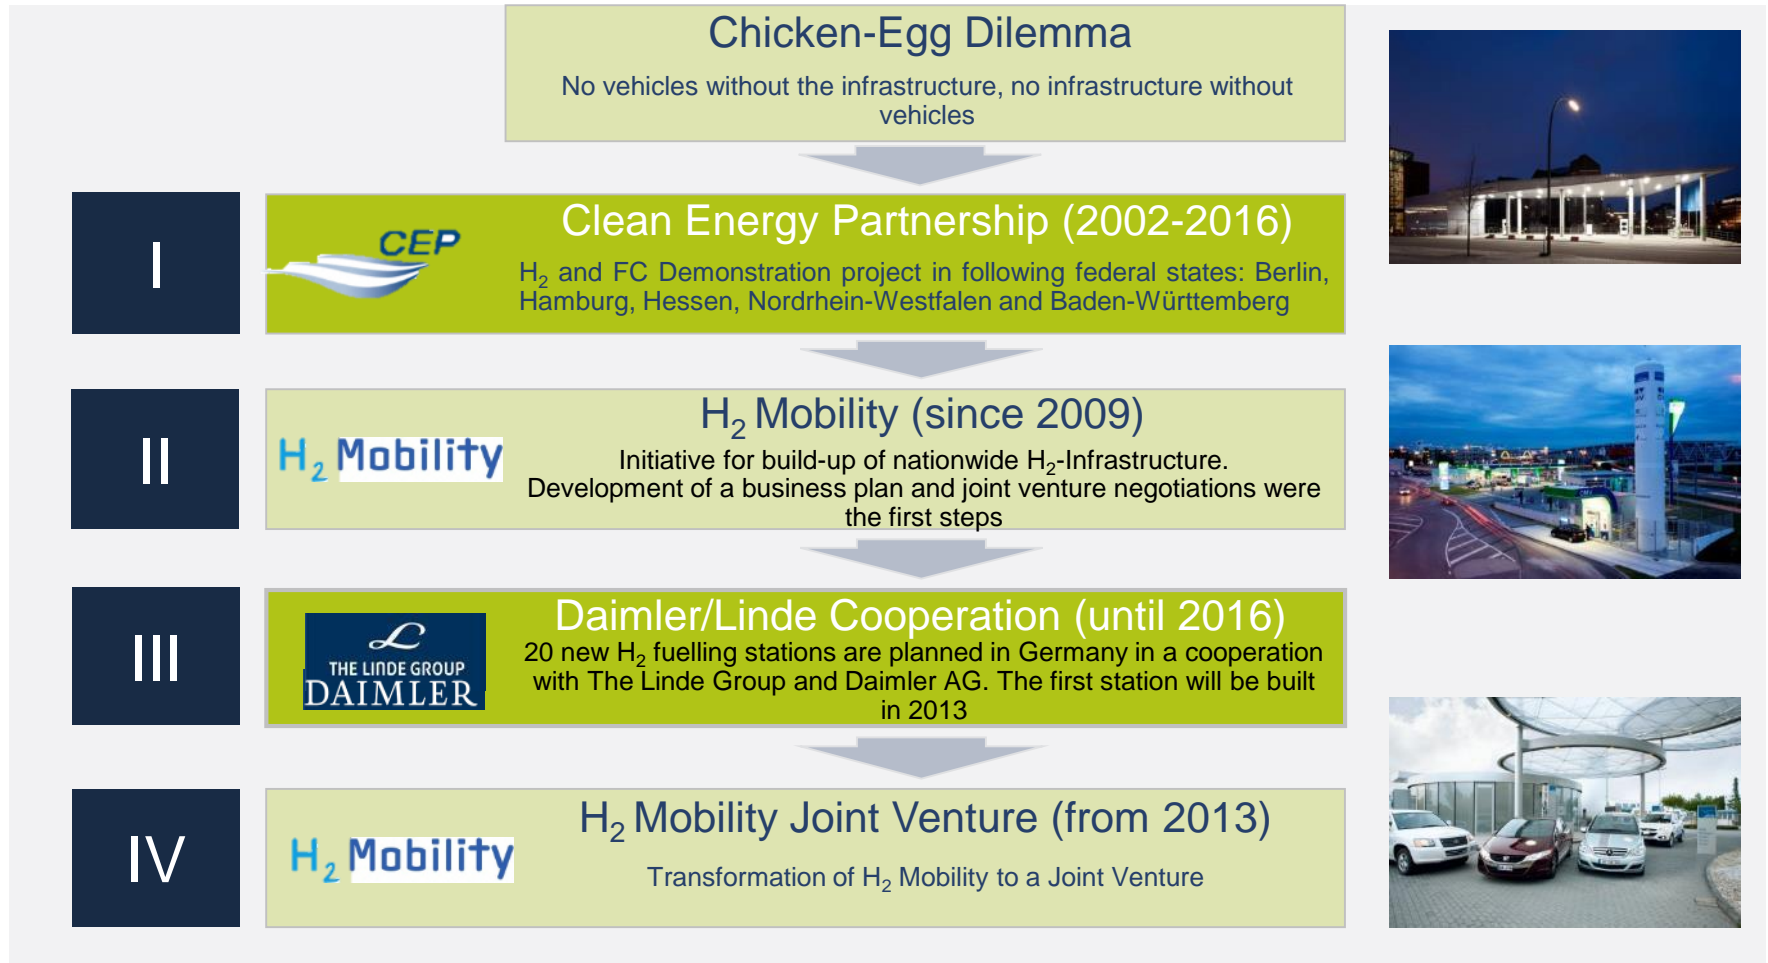 Chicken-Egg Dilemma
No vehicles without the infrastructure, no infrastructure without
vehicles
I
CEP
Clean Energy Partnership (2002-2016)
H₂ and FC Demonstration project in following federal states: Berlin,
Hamburg, Hessen, Nordrhein-Westfalen and Baden-Württemberg
II
H₂ Mobility
H₂ Mobility (since 2009)
Initiative for build-up of nationwide H₂-Infrastructure.
Development of a business plan and joint venture negotiations were
the first steps
III
THE LINDE GROUP
DAIMLER
Daimler/Linde Cooperation (until 2016)
20 new H₂ fuelling stations are planned in Germany in a cooperation
with The Linde Group and Daimler AG. The first station will be built
in 2013
IV
H₂ Mobility
H₂ Mobility Joint Venture (from 2013)
Transformation of H₂ Mobility to a Joint Venture